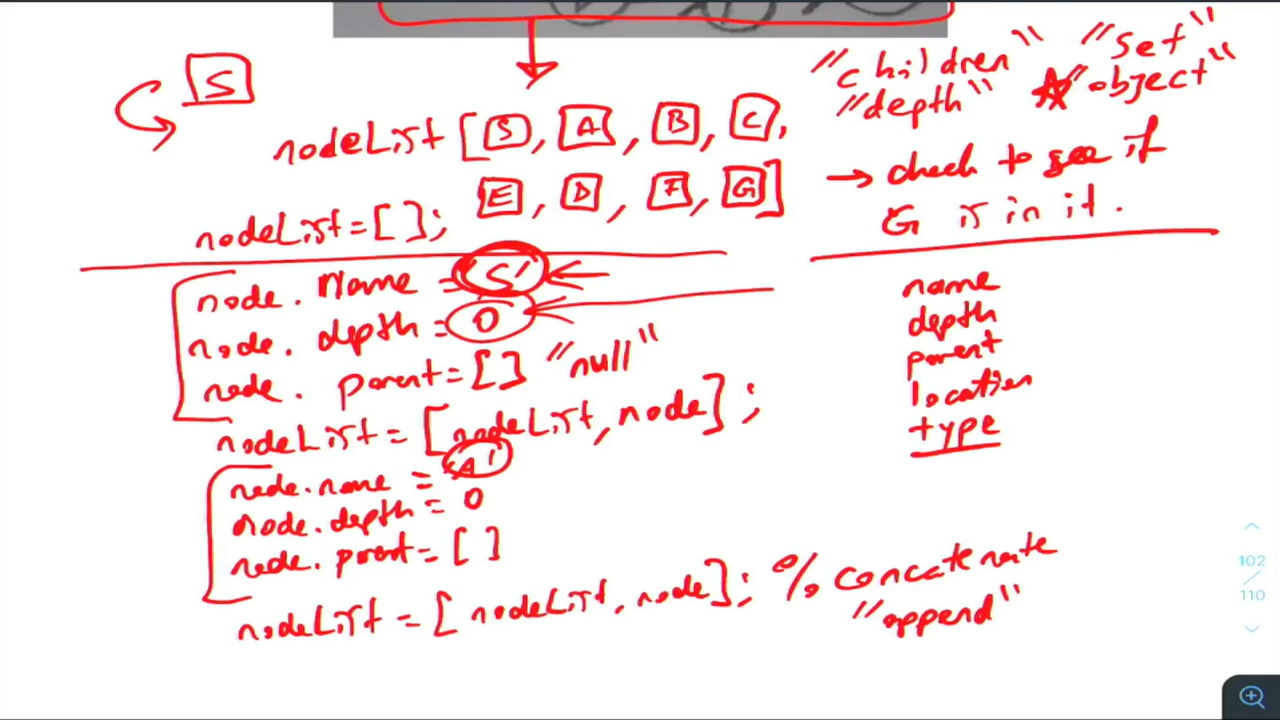 S
"children" "set"
"depth" "object"
nodeList [S, A, B, C,
E, D, F, G]
→ check to see if
G is in it.
nodeList = [];
node. Name = 'S'
node. depth = 0
node. parent = [] "null"
nodeList = [nodeList, node];
node.name = 'A'
node.depth = 0
node.parent = []
nodeList = [nodeList, node]; % concatenate
"append"
name
depth
parent
location
type
102
110